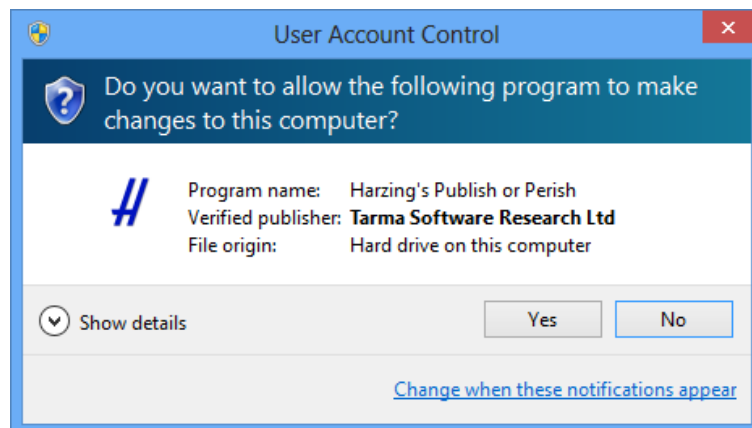 User Account Control
Do you want to allow the following program to make
changes to this computer?
Program name: Harzing's Publish or Perish
Verified publisher: Tarma Software Research Ltd
File origin: Hard drive on this computer
Show details
Yes
No
Change when these notifications appear